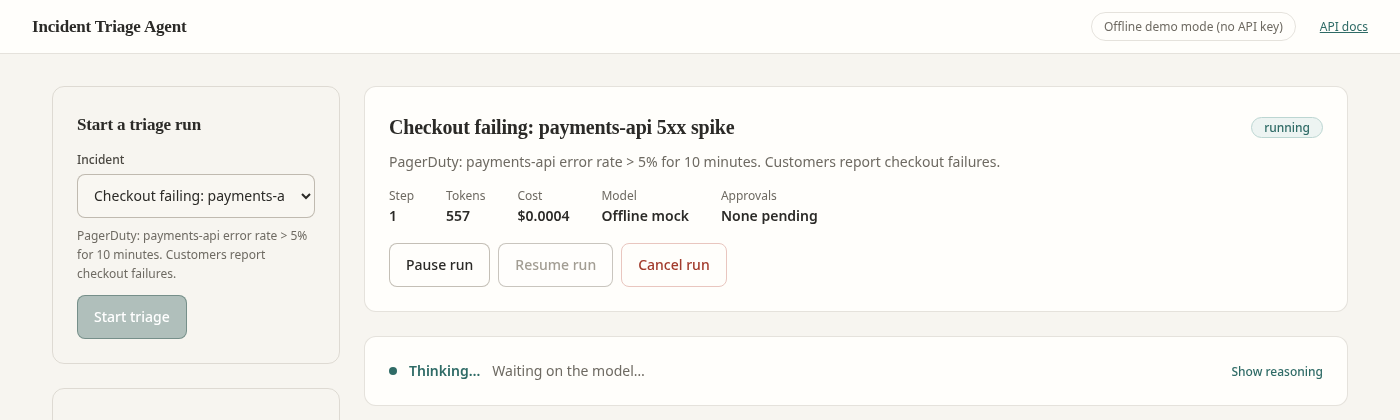 Incident Triage Agent
Offline demo mode (no API key)
API docs
Start a triage run
Incident
Checkout failing: payments-a
PagerDuty: payments-api error rate > 5%
for 10 minutes. Customers report
checkout failures.
Start triage
Checkout failing: payments-api 5xx spike
running
PagerDuty: payments-api error rate > 5% for 10 minutes. Customers report checkout failures.
Step Tokens Cost Model Approvals
1 557 $0.0004 Offline mock None pending
Pause run Resume run Cancel run
Thinking... Waiting on the model... Show reasoning